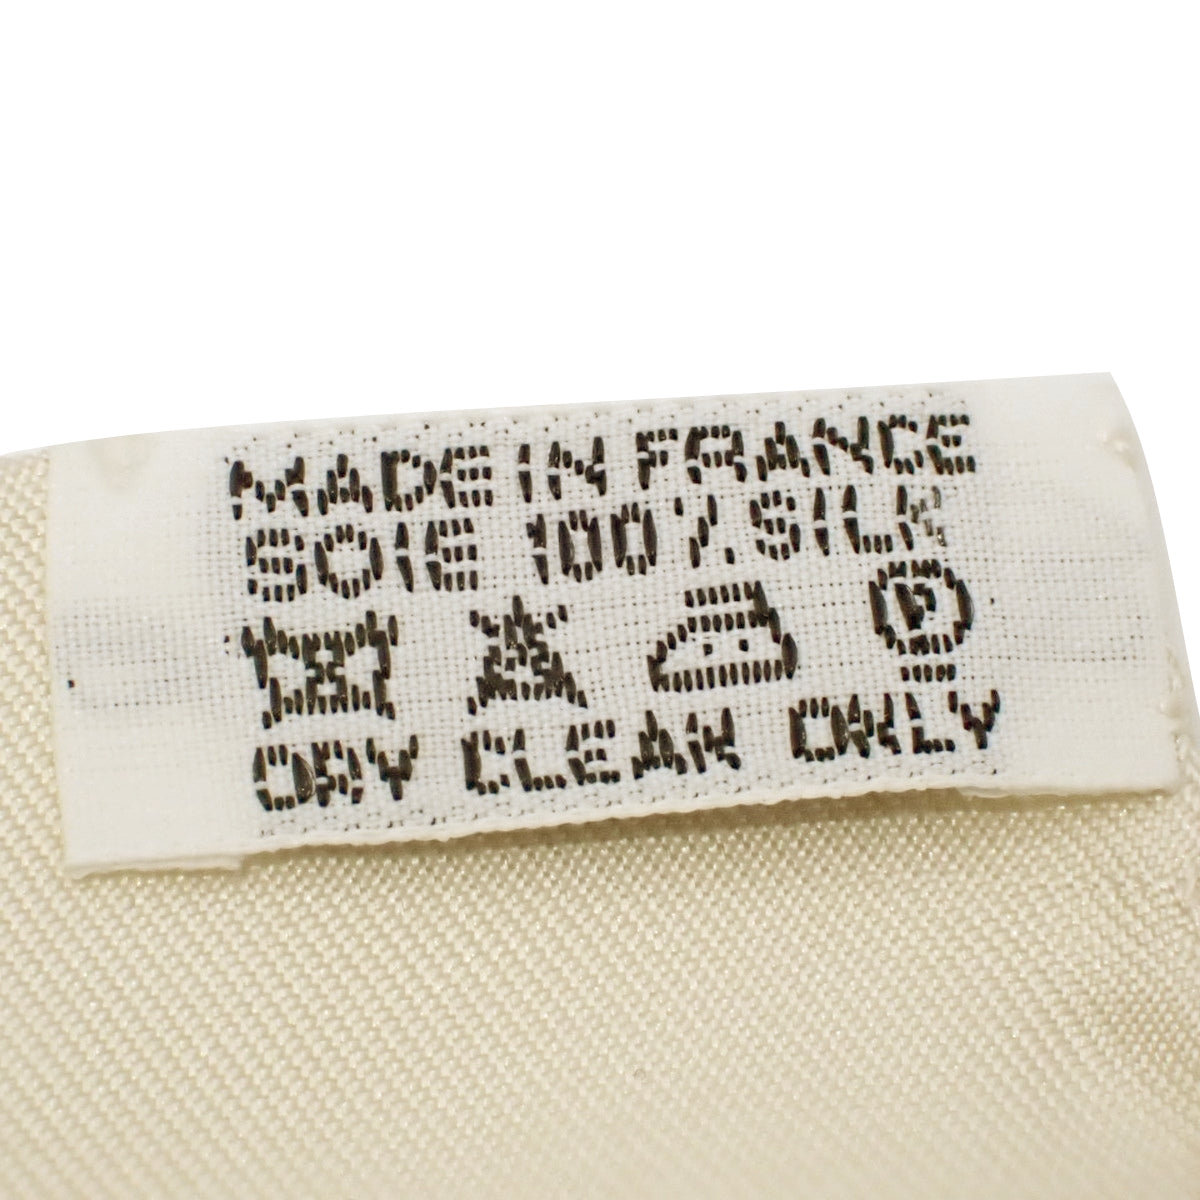 MADE IN FRANCE
SOIE 100% SILK
P
DRY CLEAN ONLY